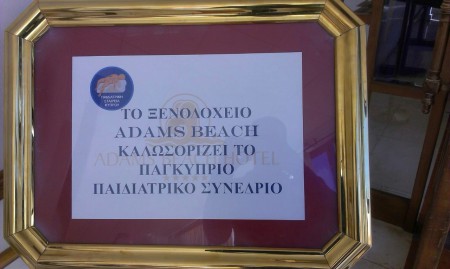 ΤΟ ΞΕΝΟΔΟΧΕΙΟ
ADAMS BEACH
ΚΑΛΩΣΟΡΙΖΕΙ ΤΟ
ΠΑΓΚΥΠΡΙΟ
ΠΑΙΔΙΑΤΡΙΚΟ ΣΥΝΕΔΡΙΟ